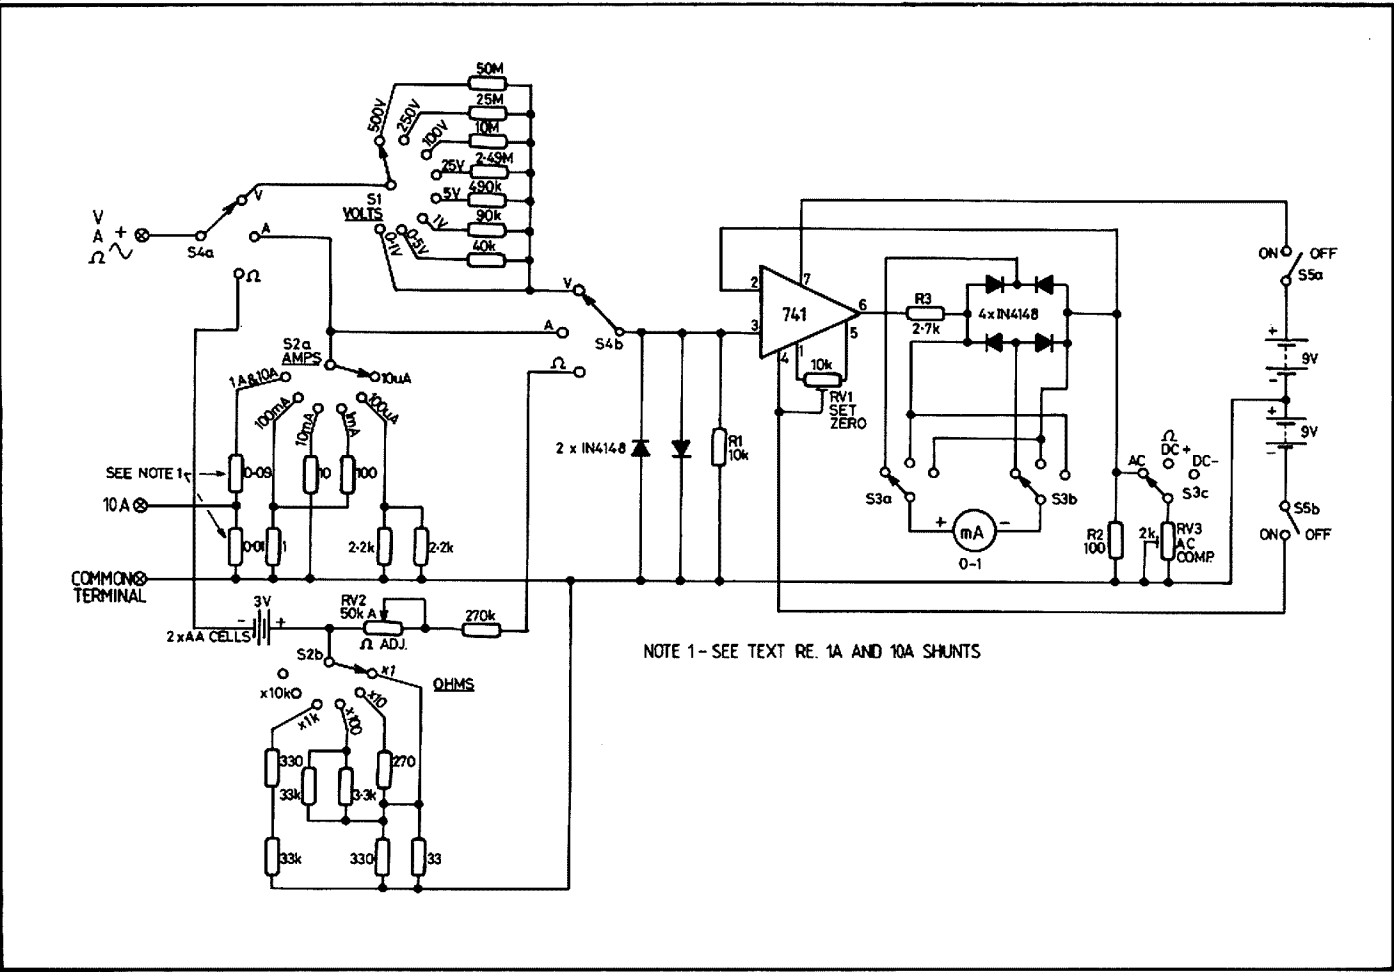 50M
25M
10M
2·49M
490k
90k
40k
500V
250V
100V
25V
5V
1V
0·5V
0·1V
S1
VOLTS
V
A
Ω
+
S4a
V
A
Ω
S2a
AMPS
1A&10A
100mA
10mA
1mA
100uA
10uA
SEE NOTE 1
0·09
10
100
10A
0·01
1
2·2k
2·2k
COMMON
TERMINAL
V
A
Ω
S4b
2 x IN4148
R1
10k
2
3
7
6
4
1
5
741
10k
RV1
SET
ZERO
R3
2.7k
4xIN4148
S3a
S3b
+
-
mA
0-1
AC
Ω
DC+
DC-
S3c
R2
100
2k
RV3
AC
COMP.
ON
OFF
S5a
+
9V
-
+
9V
-
S5b
ON
OFF
-
3V
+
2xAA CELLS
RV2
50k A
Ω ADJ.
270k
S2b
x1
x10
x100
x1k
x10k
OHMS
330
33k
3·3k
270
33k
330
33
NOTE 1- SEE TEXT RE. 1A AND 10A SHUNTS